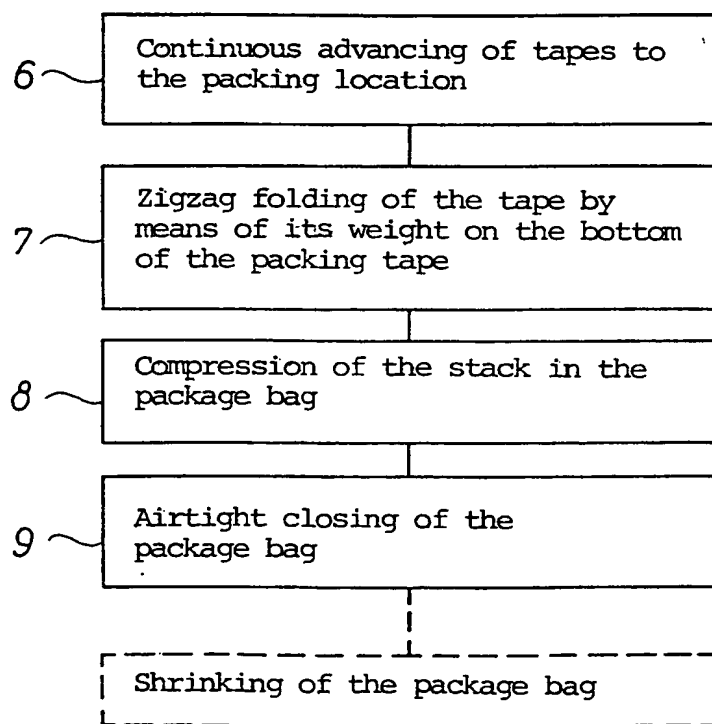 6
Continuous advancing of tapes to
the packing location
7
Zigzag folding of the tape by
means of its weight on the bottom
of the packing tape
8
Compression of the stack in the
package bag
9
Airtight closing of the
package bag
Shrinking of the package bag